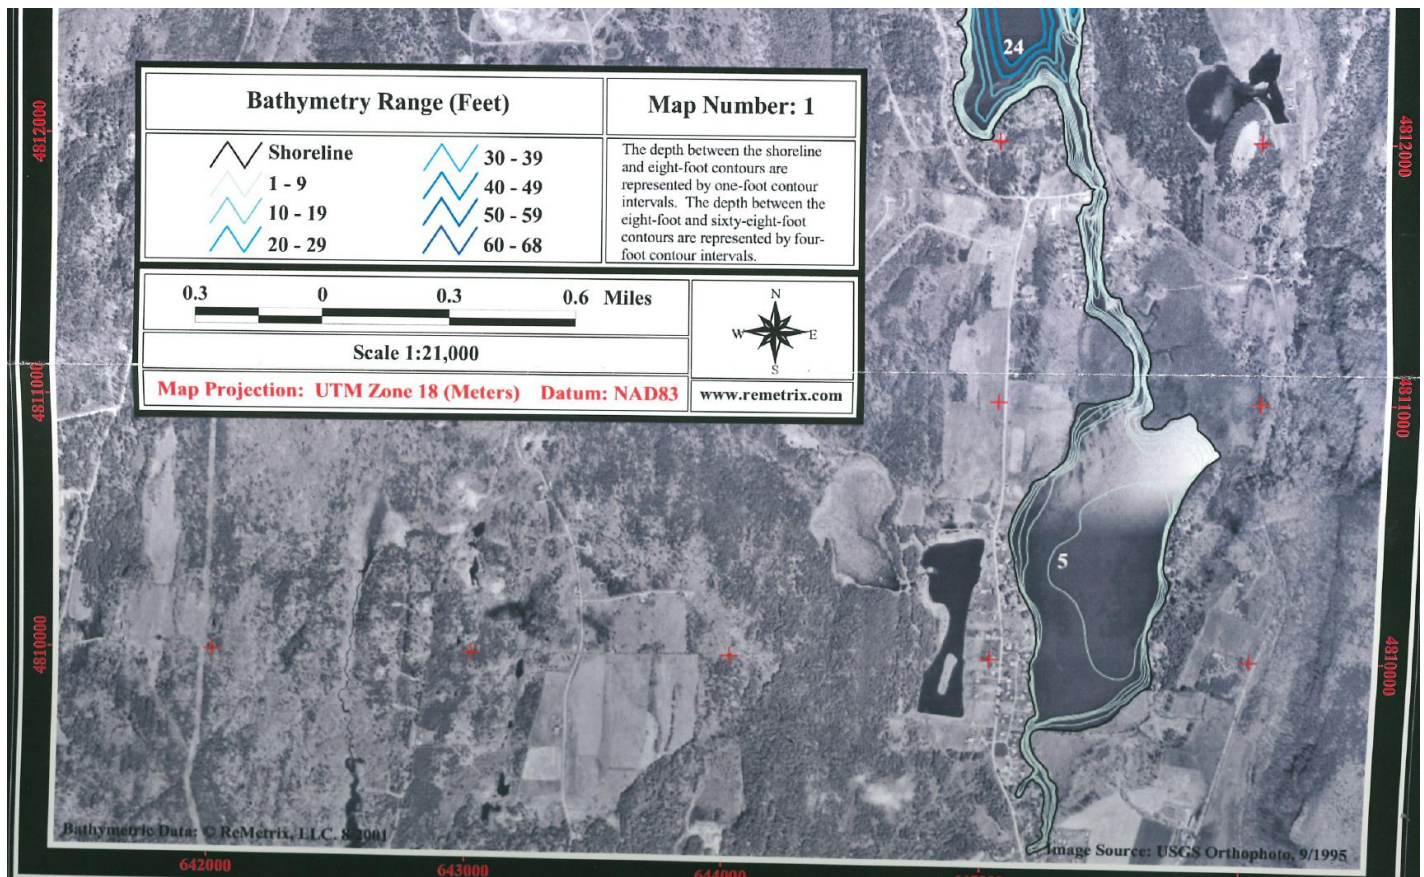 24
Bathymetry Range (Feet)
Shoreline
1 - 9
10 - 19
20 - 29
30 - 39
40 - 49
50 - 59
60 - 68
Map Number: 1
The depth between the shoreline
and eight-foot contours are
represented by one-foot contour
intervals. The depth between the
eight-foot and sixty-eight-foot
contours are represented by four-
foot contour intervals.
4812000
4812000
0.3 0 0.3 0.6 Miles
Scale 1:21,000
Map Projection: UTM Zone 18 (Meters) Datum: NAD83
N
W E
S
www.remetrix.com
4811000
4811000
5
4810000
4810000
Bathymetric Data: © ReMetrix, LLC. 8/2001
Image Source: USGS Orthophoto, 9/1995
642000
643000
644000